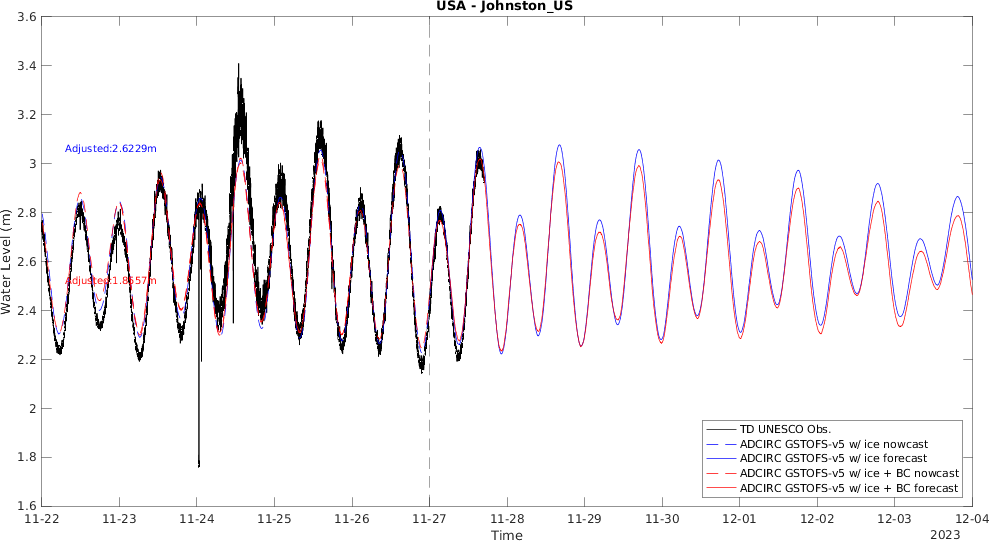 USA - Johnston_US
3.6
3.4
3.2
3
2.8
2.6
2.4
2.2
2
1.8
1.6
Water Level (m)
Adjusted:2.6229m
Adjusted:1.8657m
TD UNESCO Obs.
ADCIRC GSTOFS-v5 w/ ice nowcast
ADCIRC GSTOFS-v5 w/ ice forecast
ADCIRC GSTOFS-v5 w/ ice + BC nowcast
ADCIRC GSTOFS-v5 w/ ice + BC forecast
11-22 11-23 11-24 11-25 11-26 11-27 11-28 11-29 11-30 12-01 12-02 12-03 12-04
Time
2023